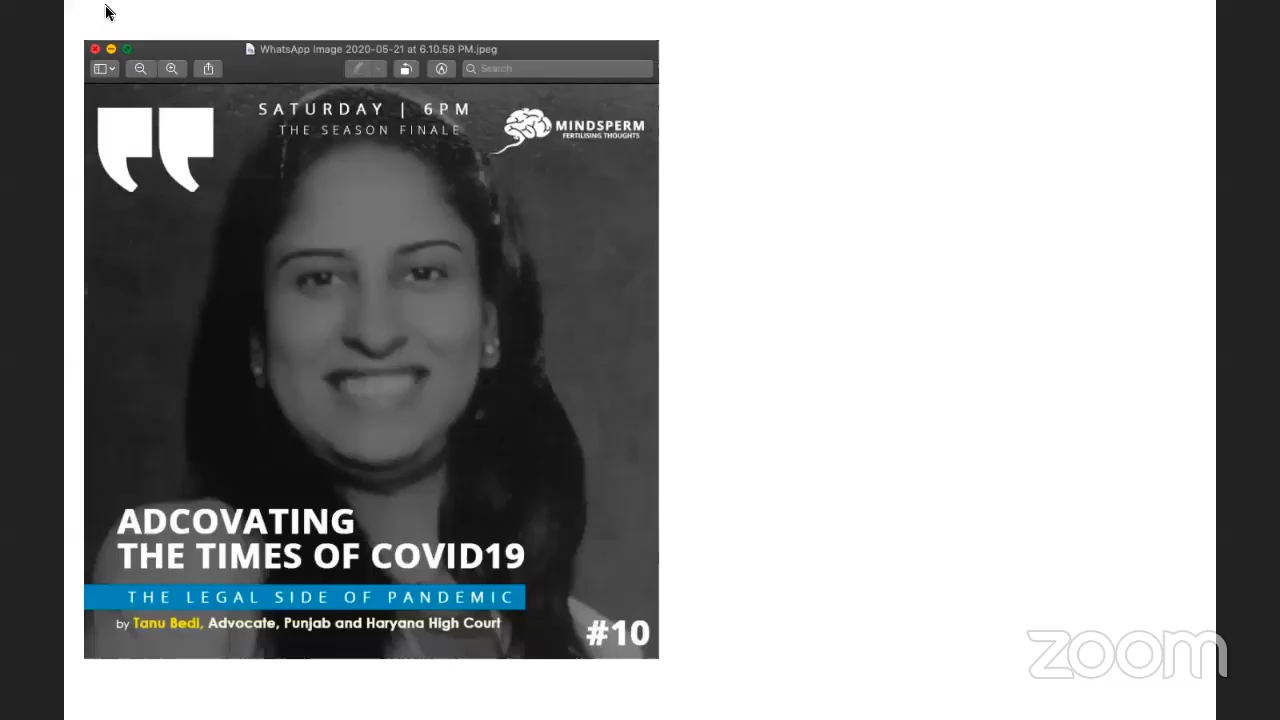 WhatsApp Image 2020-05-21 at 6.10.58 PM.jpeg
Search
SATURDAY | 6PM
THE SEASON FINALE
MINDSPERM
FERTILISING THOUGHTS
ADCOVATING
THE TIMES OF COVID19
THE LEGAL SIDE OF PANDEMIC
by Tanu Bedi, Advocate, Punjab and Haryana High Court
#10
zoom